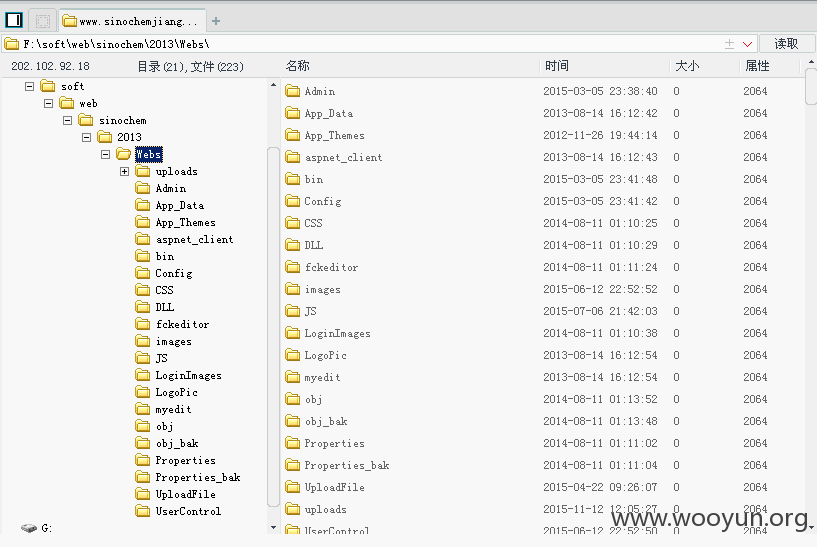 www.sinochemjiang...
F:\soft\web\sinochem\2013\Webs\
读取
202.102.92.18 目录(21),文件(223) 名称 时间 大小 属性
soft
web
sinochem
2013
Webs
uploads
Admin
App_Data
App_Themes
aspnet_client
bin
Config
CSS
DLL
fckeditor
images
JS
LoginImages
LogoPic
myedit
obj
obj_bak
Properties
Properties_bak
UploadFile
UserControl
G:
Admin 2015-03-05 23:38:40 0 2064
App_Data 2013-08-14 16:12:42 0 2064
App_Themes 2012-11-26 19:44:14 0 2064
aspnet_client 2013-08-14 16:12:43 0 2064
bin 2015-03-05 23:41:48 0 2064
Config 2015-03-05 23:41:42 0 2064
CSS 2014-08-11 01:10:25 0 2064
DLL 2014-08-11 01:10:29 0 2064
fckeditor 2014-08-11 01:11:24 0 2064
images 2015-06-12 22:52:52 0 2064
JS 2015-07-06 21:42:03 0 2064
LoginImages 2014-08-11 01:10:38 0 2064
LogoPic 2013-08-14 16:12:54 0 2064
myedit 2013-08-14 16:12:54 0 2064
obj 2014-08-11 01:13:52 0 2064
obj_bak 2014-08-11 01:13:48 0 2064
Properties 2014-08-11 01:11:02 0 2064
Properties_bak 2014-08-11 01:11:04 0 2064
UploadFile 2015-04-22 09:26:07 0 2064
uploads 2015-11-12 12:05:27 0 2064
UserControl 2015-06-12 22:52:50 0 2064
www.wooyun.org